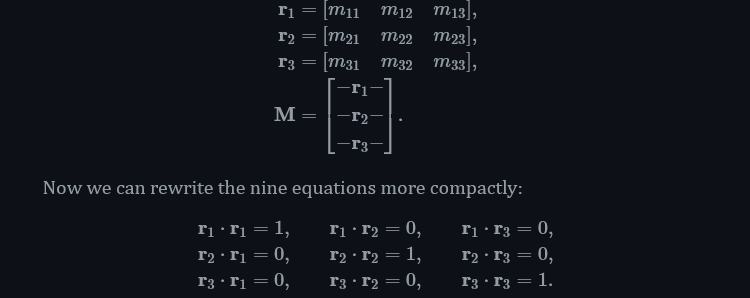 r₁ = [m₁₁ m₁₂ m₁₃],
r₂ = [m₂₁ m₂₂ m₂₃],
r₃ = [m₃₁ m₃₂ m₃₃],
−r₁−
M = −r₂− .
−r₃−
Now we can rewrite the nine equations more compactly:
r₁ · r₁ = 1, r₁ · r₂ = 0, r₁ · r₃ = 0,
r₂ · r₁ = 0, r₂ · r₂ = 1, r₂ · r₃ = 0,
r₃ · r₁ = 0, r₃ · r₂ = 0, r₃ · r₃ = 1.